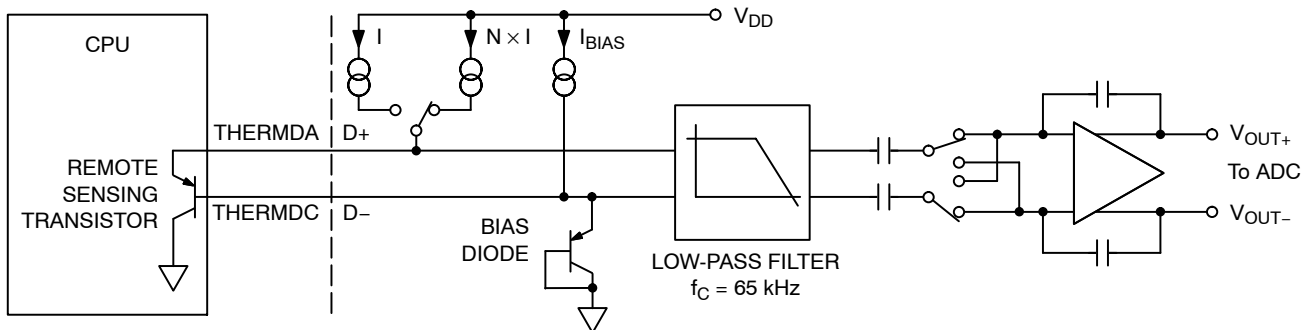 CPU
I
N × I
I_BIAS
V_DD
THERMDA
D+
REMOTE
SENSING
TRANSISTOR
THERMDC
D−
BIAS
DIODE
LOW-PASS FILTER
f_C = 65 kHz
V_OUT+
To ADC
V_OUT−